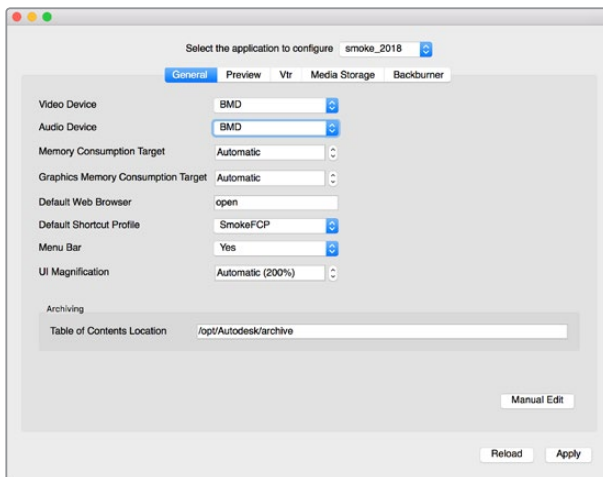 Select the application to configure smoke_2018
General Preview Vtr Media Storage Backburner
Video Device BMD
Audio Device BMD
Memory Consumption Target Automatic
Graphics Memory Consumption Target Automatic
Default Web Browser open
Default Shortcut Profile SmokeFCP
Menu Bar Yes
UI Magnification Automatic (200%)
Archiving
Table of Contents Location /opt/Autodesk/archive
Manual Edit
Reload Apply